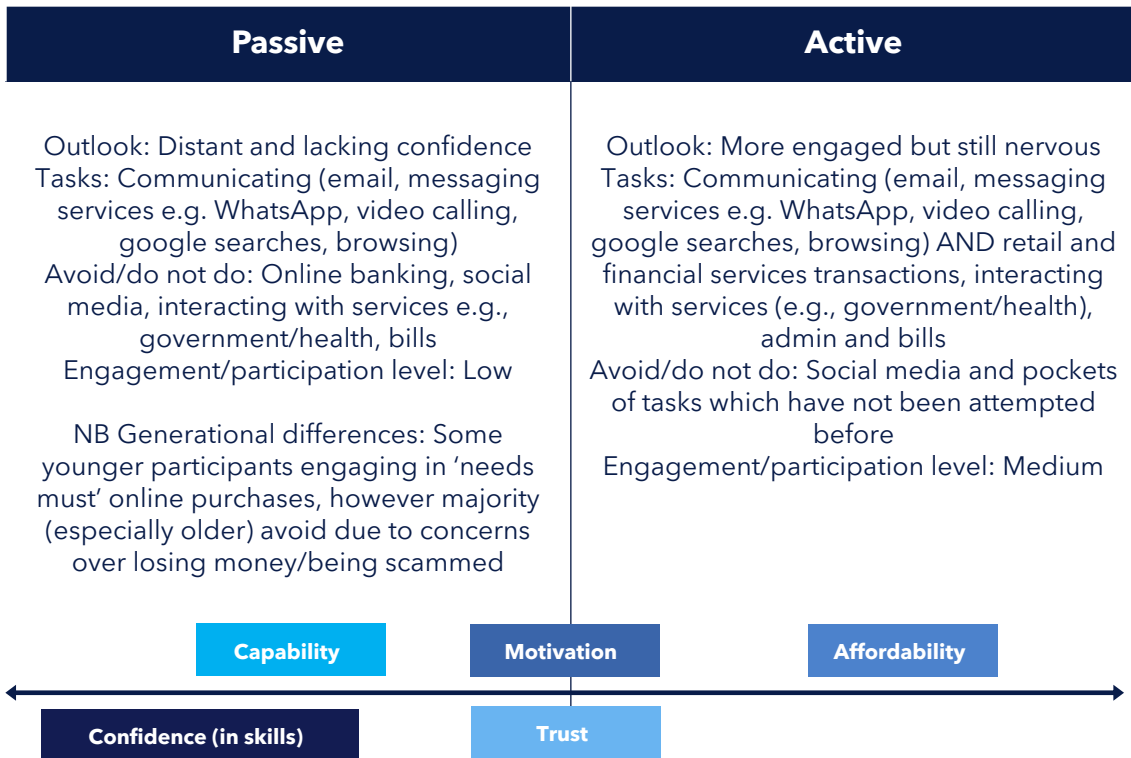 Passive
Active
Outlook: Distant and lacking confidence
Tasks: Communicating (email, messaging
services e.g. WhatsApp, video calling,
google searches, browsing)
Avoid/do not do: Online banking, social
media, interacting with services e.g.,
government/health, bills
Engagement/participation level: Low
NB Generational differences: Some
younger participants engaging in ‘needs
must’ online purchases, however majority
(especially older) avoid due to concerns
over losing money/being scammed
Outlook: More engaged but still nervous
Tasks: Communicating (email, messaging
services e.g. WhatsApp, video calling,
google searches, browsing) AND retail and
financial services transactions, interacting
with services (e.g., government/health),
admin and bills
Avoid/do not do: Social media and pockets
of tasks which have not been attempted
before
Engagement/participation level: Medium
Capability
Motivation
Affordability
Confidence (in skills)
Trust